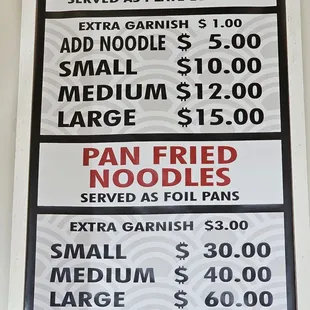 EXTRA GARNISH $ 1.00
ADD NOODLE $ 5.00
SMALL $10.00
MEDIUM $12.00
LARGE $15.00
PAN FRIED
NOODLES
SERVED AS FOIL PANS
EXTRA GARNISH $3.00
SMALL $ 30.00
MEDIUM $ 40.00
LARGE $ 60.00